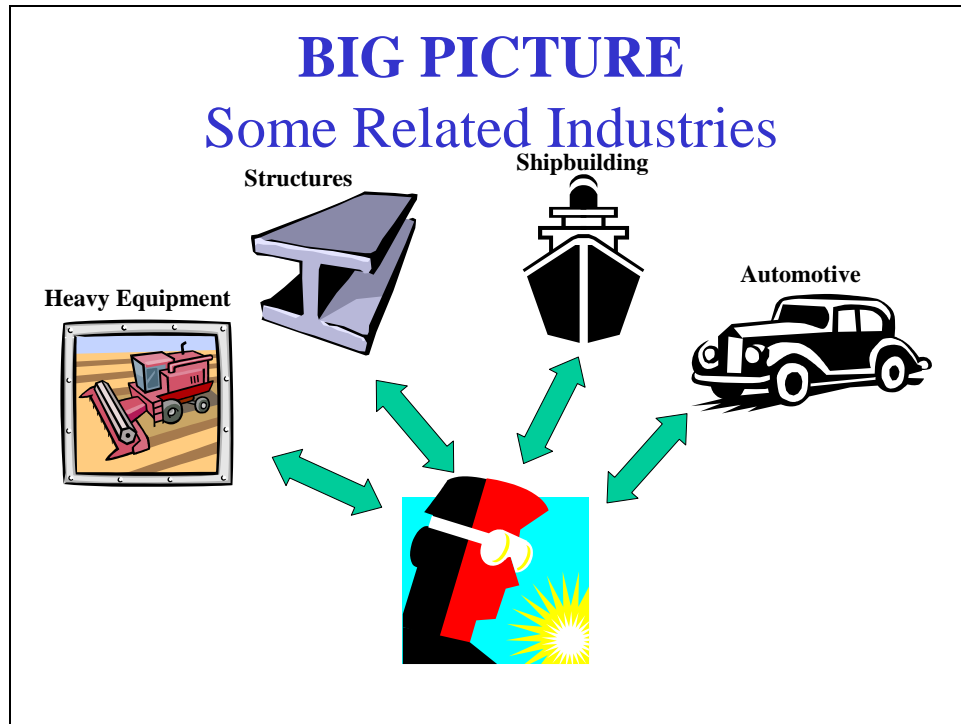 BIG PICTURE
Some Related Industries
Shipbuilding
Structures
Automotive
Heavy Equipment